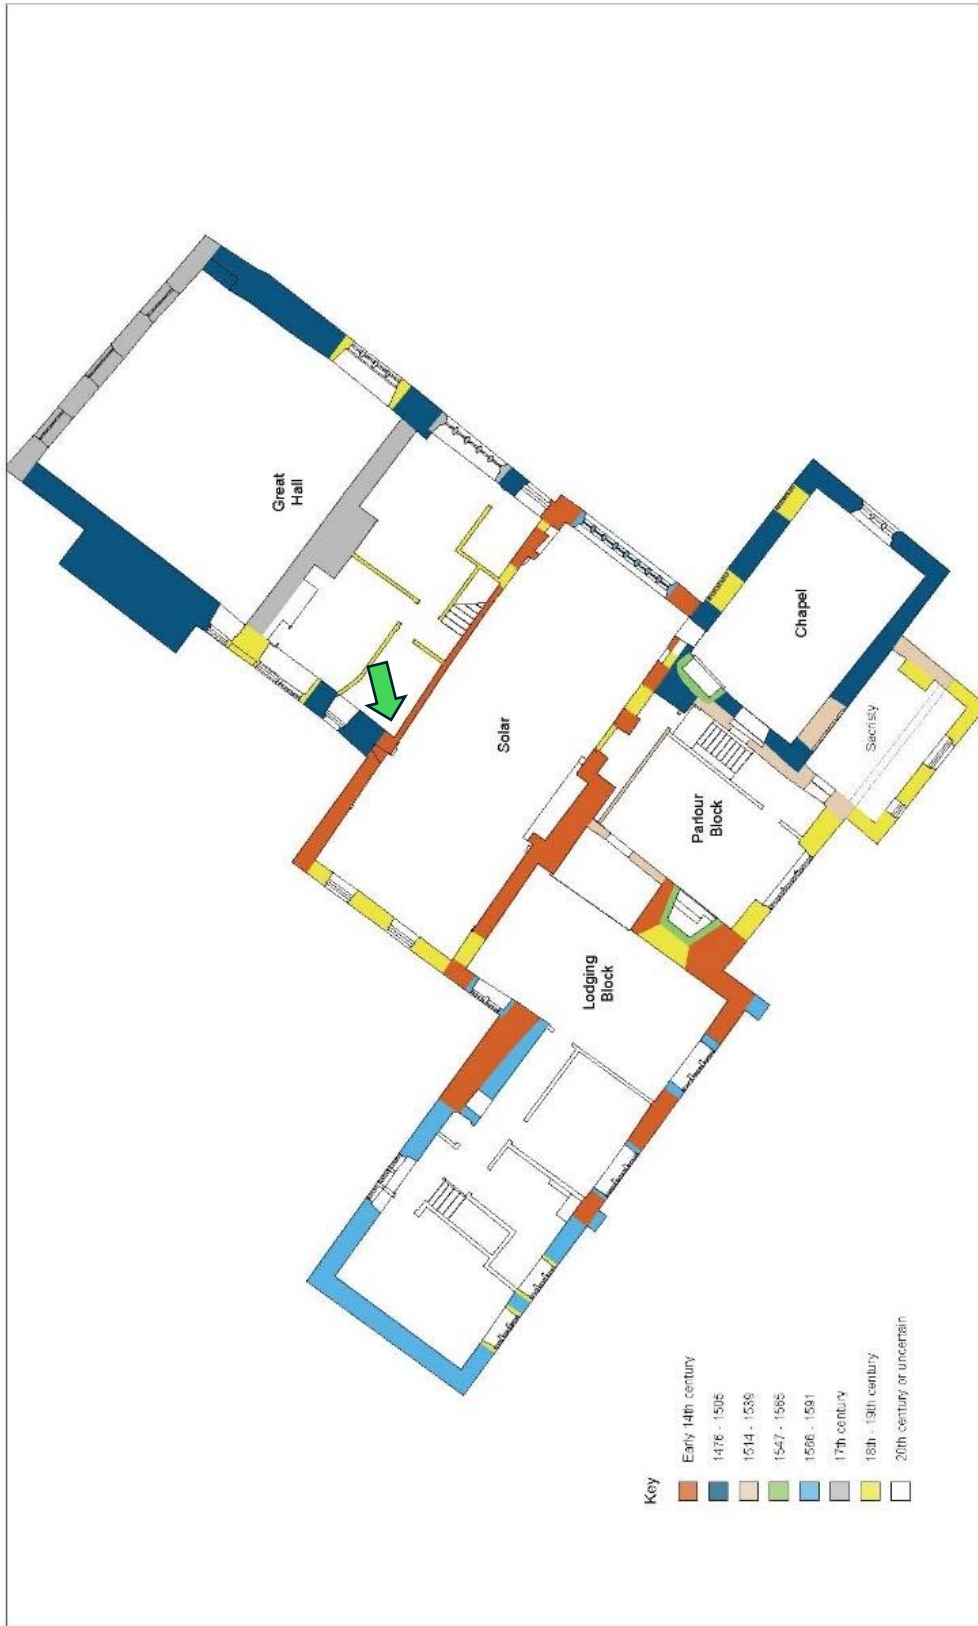 Great
Hall
Solar
Chapel
Sacristy
Parlour
Block
Lodging
Block
Key
Early 14th century
1476 - 1505
1514 - 1539
1547 - 1565
1566 - 1591
17th century
18th - 19th century
20th century or uncertain